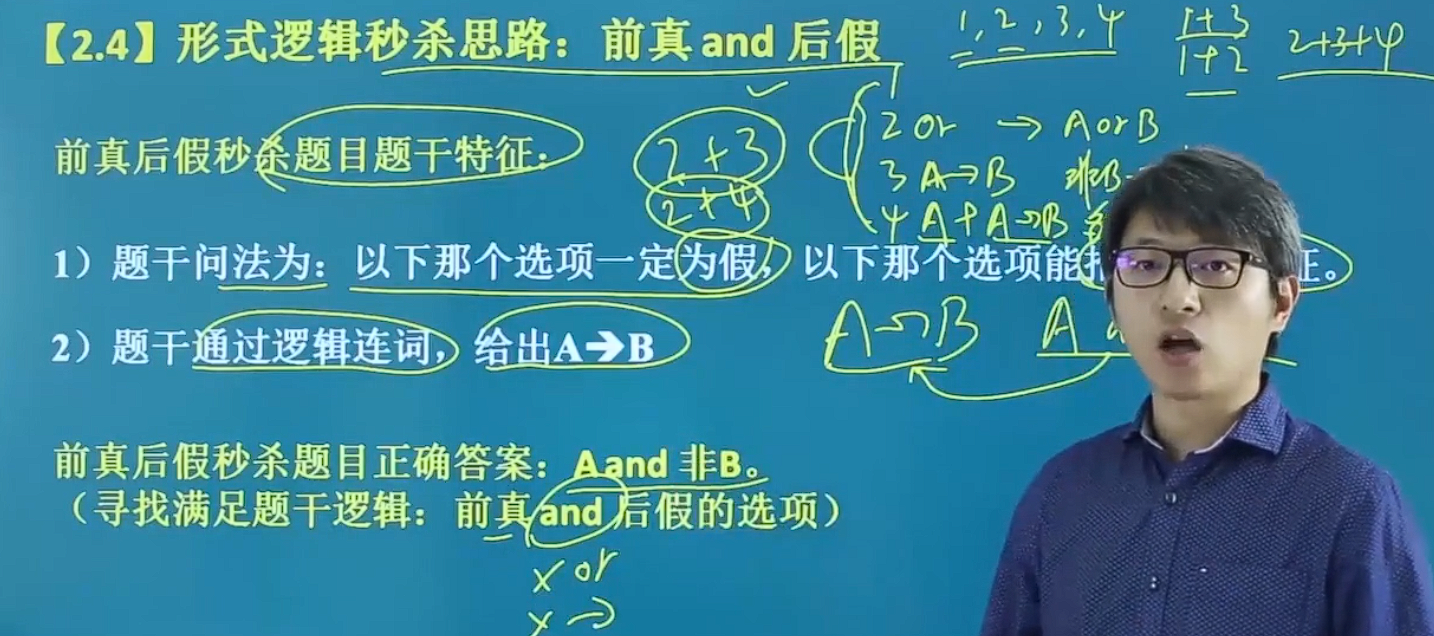 【2.4】形式逻辑秒杀思路：前真 and 后假
1,2,3,4
1+3
1+2
2+3+4
前真后假秒杀题目题干特征：
2+3
2+4
2 or → A or B
3 A→B 非B
4 A+A→B
1）题干问法为：以下那个选项一定为假，以下那个选项能
证。
2）题干通过逻辑连词，给出A→B
A→B A
前真后假秒杀题目正确答案：A and 非B。
（寻找满足题干逻辑：前真 and 后假的选项）
x or
x →